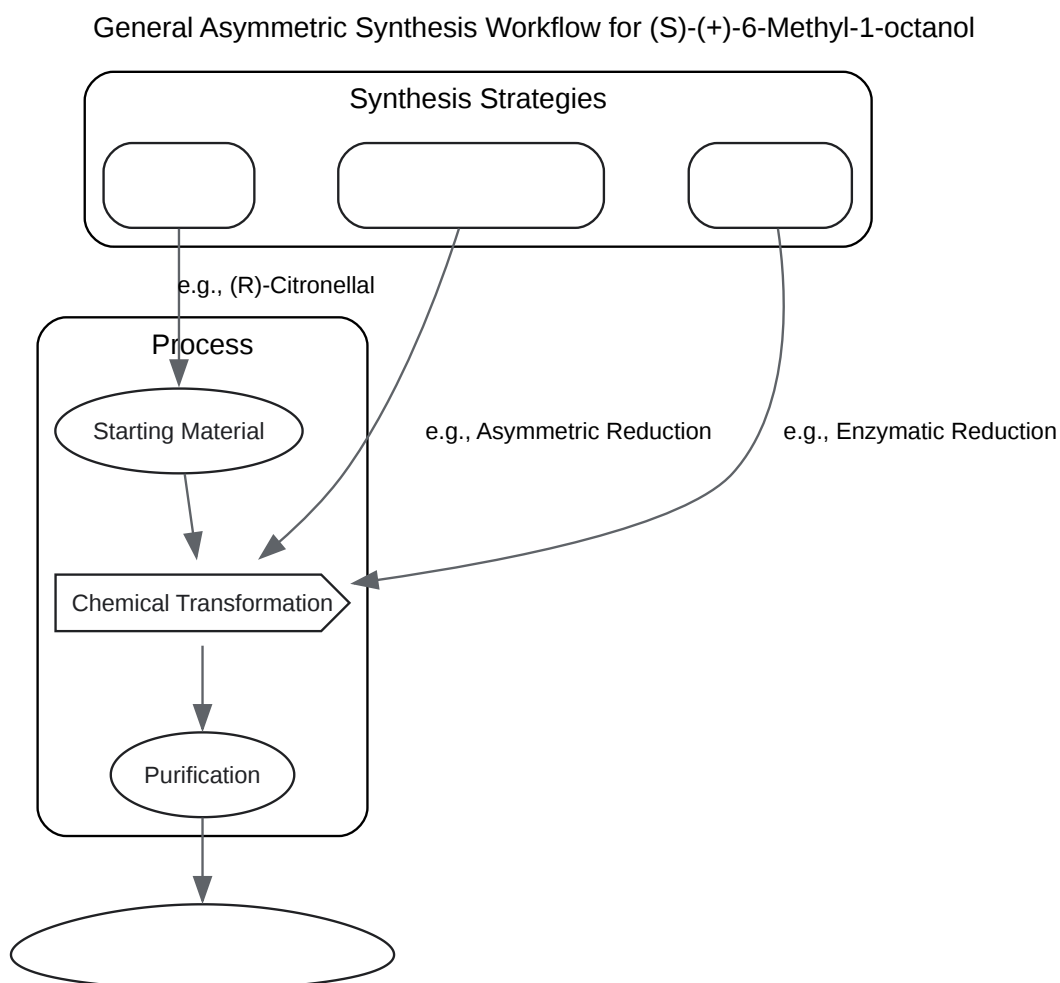 General Asymmetric Synthesis Workflow for (S)-(+)-6-Methyl-1-octanol
Synthesis Strategies
e.g., (R)-Citronellal
Process
Starting Material
e.g., Asymmetric Reduction
e.g., Enzymatic Reduction
Chemical Transformation
Purification